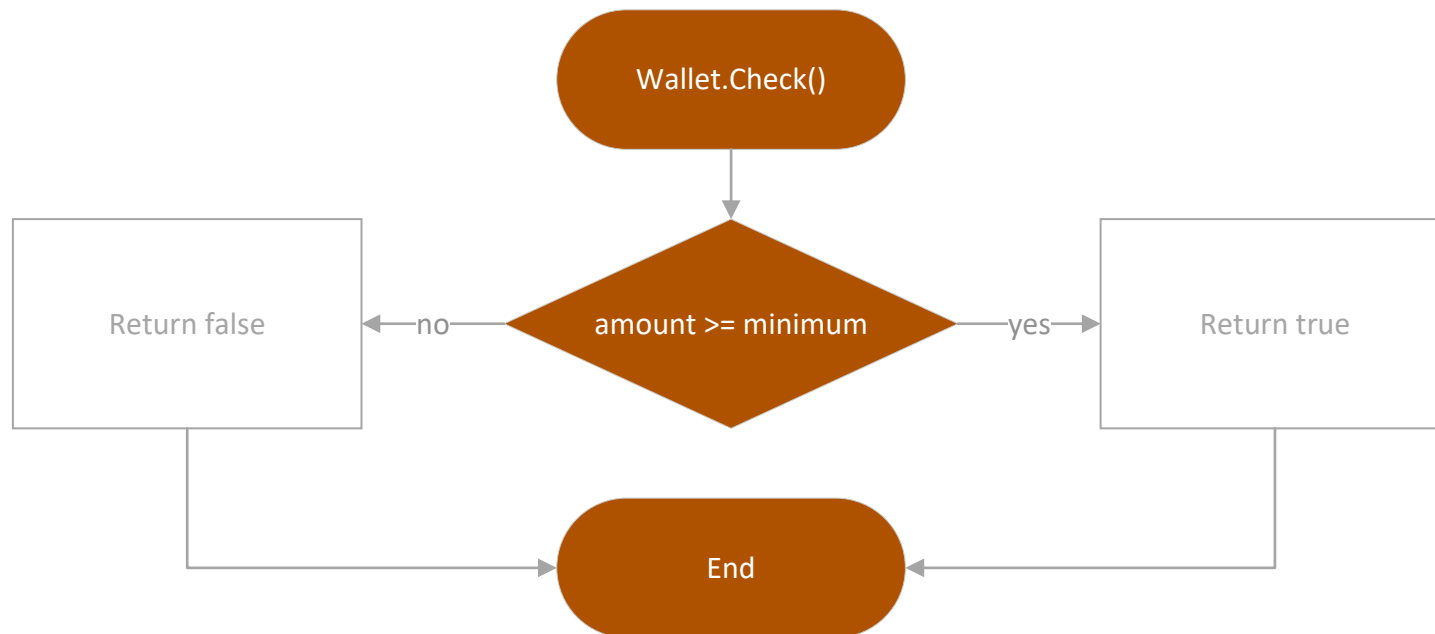 Wallet.Check()
Return false
no
amount >= minimum
yes
Return true
End